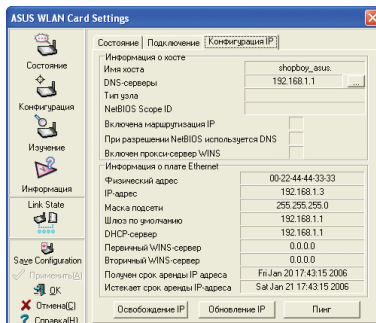 ASUS WLAN Card Settings
Состояние
Конфигурация
Изучение
Информация
Link State
Save Configuration
Применить(A)
OK
Отмена(C)
Справка(H)
Состояние Подключение Конфигурация IP
Информация о хосте
Имя хоста shopboy_asus.
DNS-серверы 192.168.1.1 ...
Тип узла
NetBIOS Scope ID
Включена маршрутизация IP
При разрешении NetBIOS используется DNS
Включен прокси-сервер WINS
Информация о плате Ethernet
Физический адрес 00-22-44-44-33-33
IP-адрес 192.168.1.3
Маска подсети 255.255.255.0
Шлюз по умолчанию 192.168.1.1
DHCP-сервер 192.168.1.1
Первичный WINS-сервер 0.0.0.0
Вторичный WINS-сервер 0.0.0.0
Получен срок аренды IP адреса Fri Jan 20 17:43:15 2006
Истекает срок аренды IP-адреса Sat Jan 21 17:43:15 2006
Освобождение IP Обновление IP Пинг